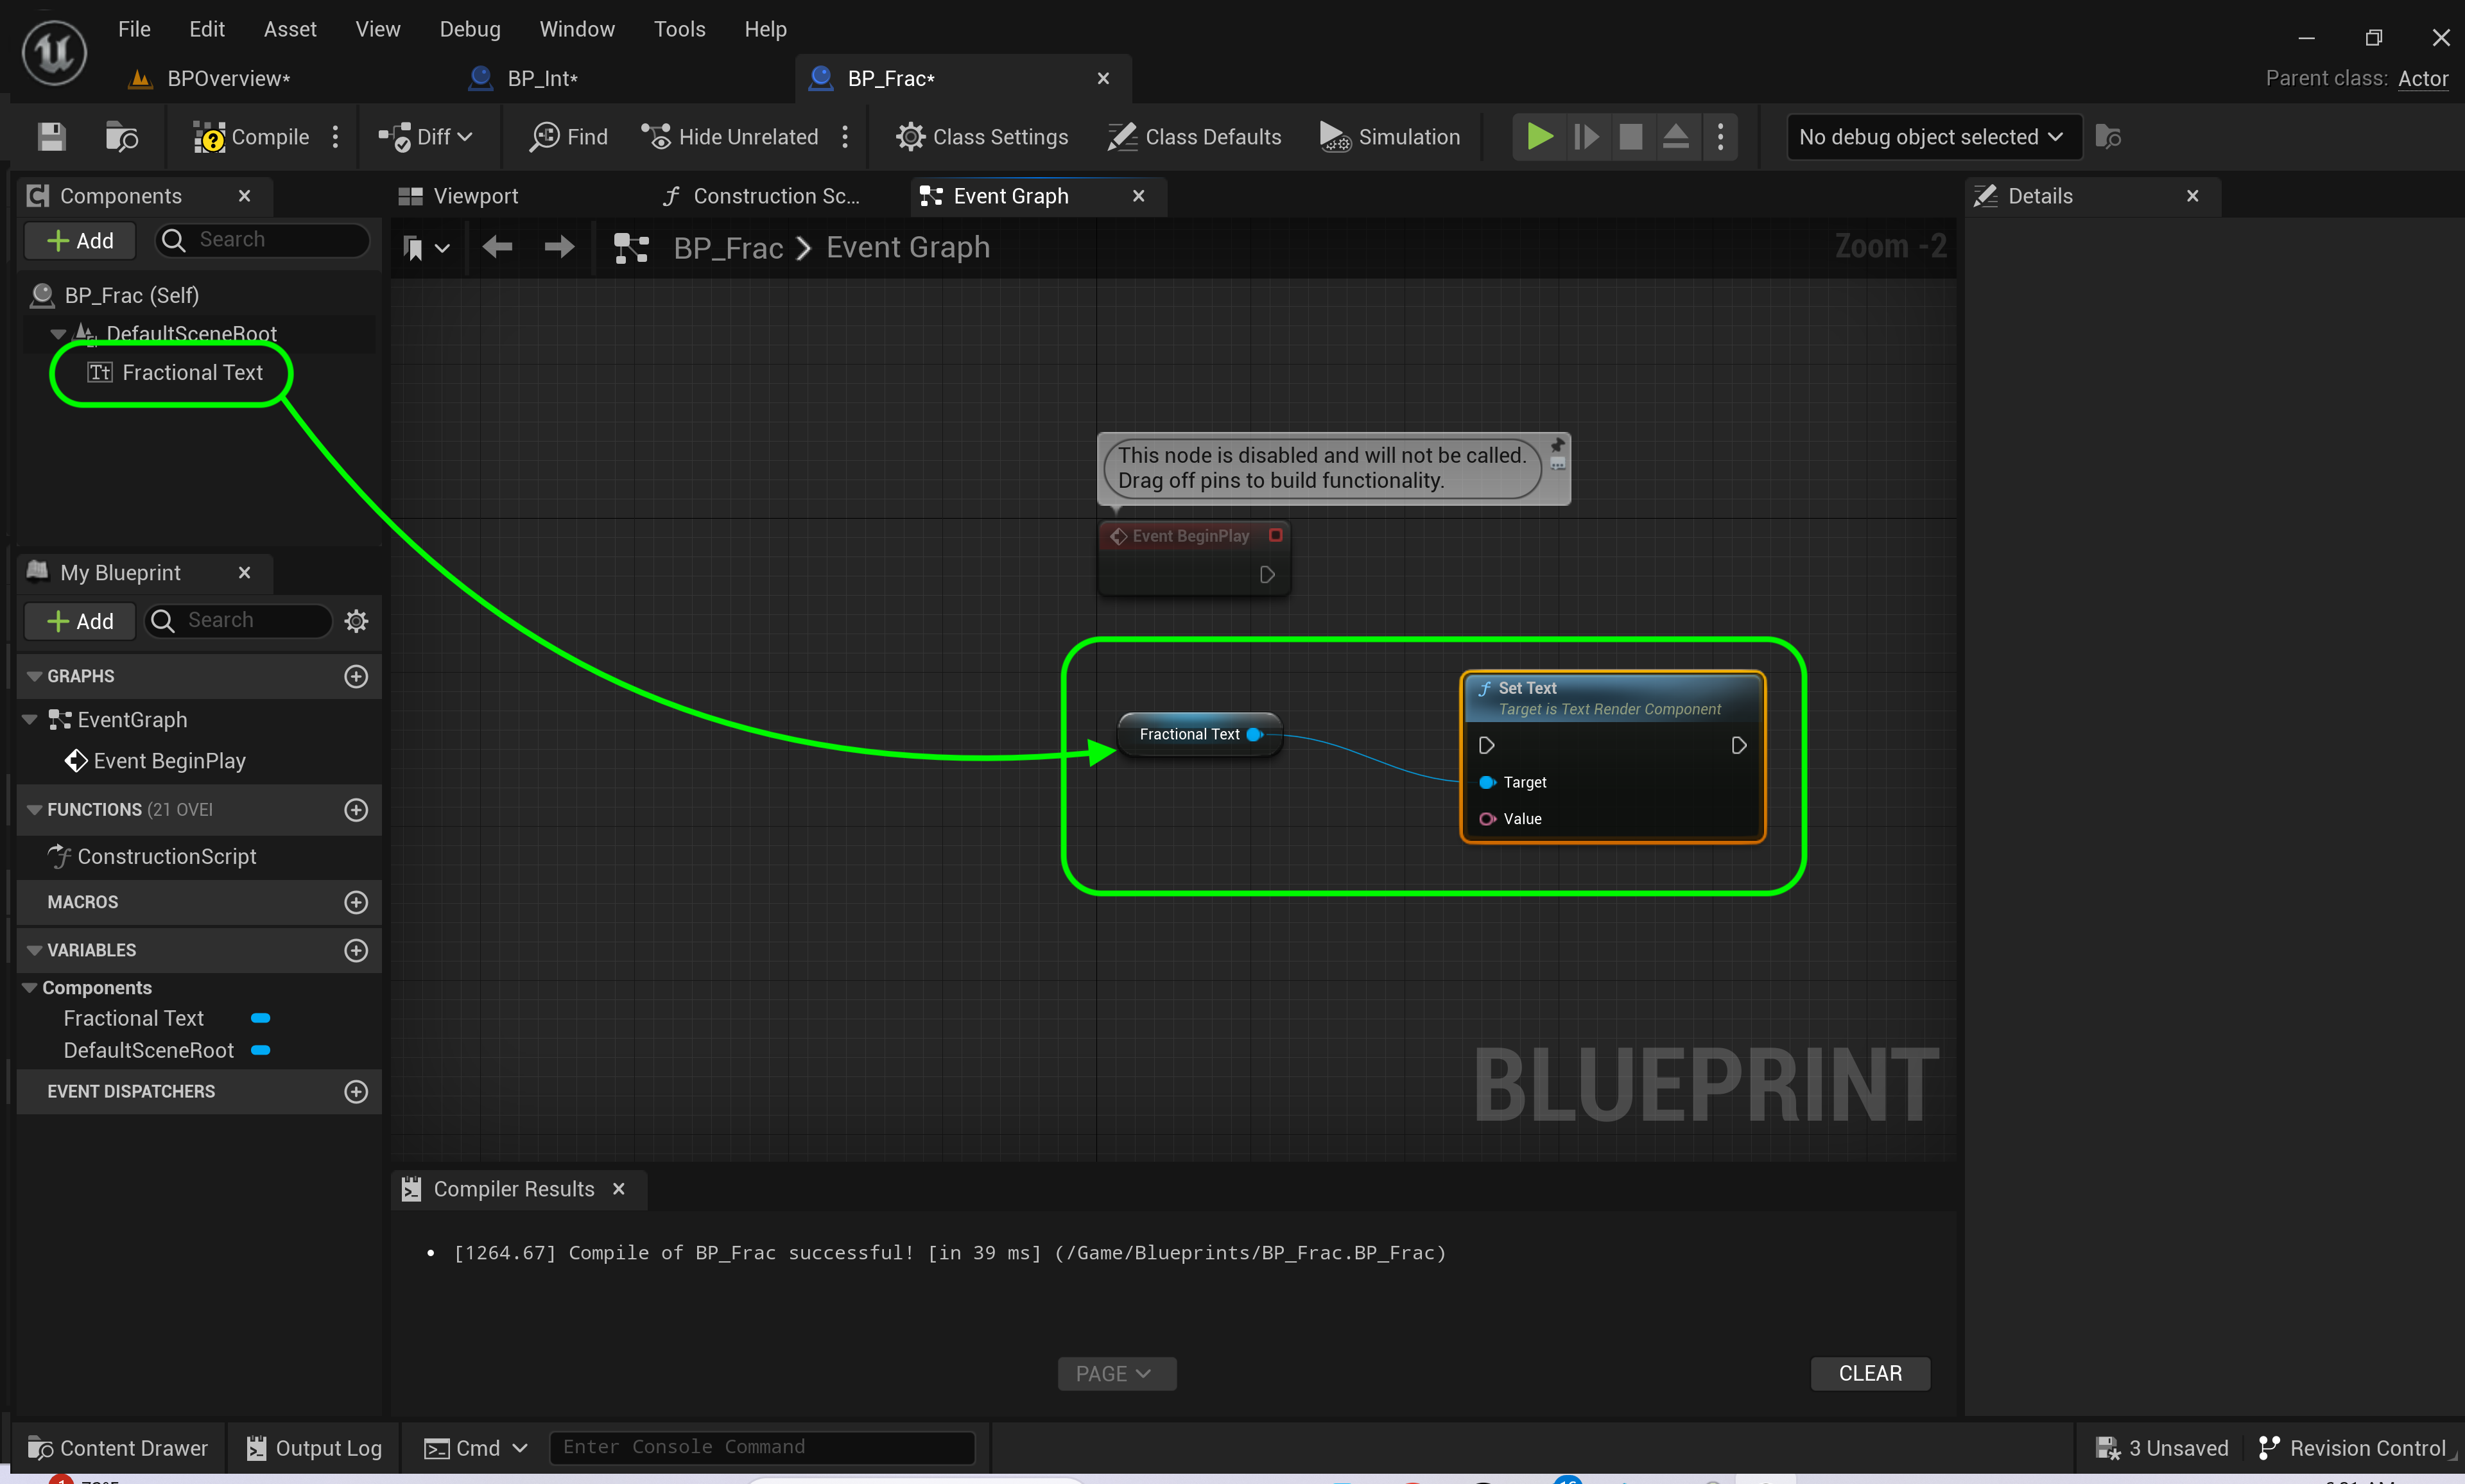 File Edit Asset View Debug Window Tools Help
BPOverview* BP_Int* BP_Frac* Parent class: Actor
Compile Diff Find Hide Unrelated Class Settings Class Defaults Simulation No debug object selected
Components Viewport Construction Sc... Event Graph Details
Add Search BP_Frac Event Graph Zoom -2
BP_Frac (Self)
DefaultSceneRoot
Tt Fractional Text
This node is disabled and will not be called.
Drag off pins to build functionality.
Event BeginPlay
My Blueprint
Add Search
GRAPHS
EventGraph
Event BeginPlay
FUNCTIONS (21 OVEI
ConstructionScript
MACROS
VARIABLES
Components
Fractional Text
DefaultSceneRoot
EVENT DISPATCHERS
Set Text
Target is Text Render Component
Fractional Text
Target
Value
BLUEPRINT
Compiler Results
• [1264.67] Compile of BP_Frac successful! [in 39 ms] (/Game/Blueprints/BP_Frac.BP_Frac)
PAGE CLEAR
Content Drawer Output Log Cmd Enter Console Command 3 Unsaved Revision Control